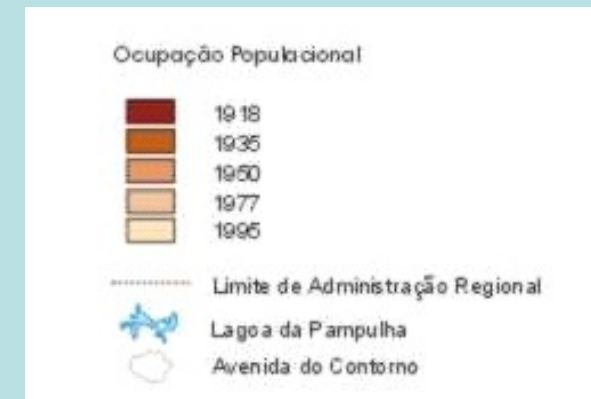 Ocupação Populacional
1918
1935
1950
1977
1995
Limite de Administração Regional
Lagoa da Pampulha
Avenida do Contorno